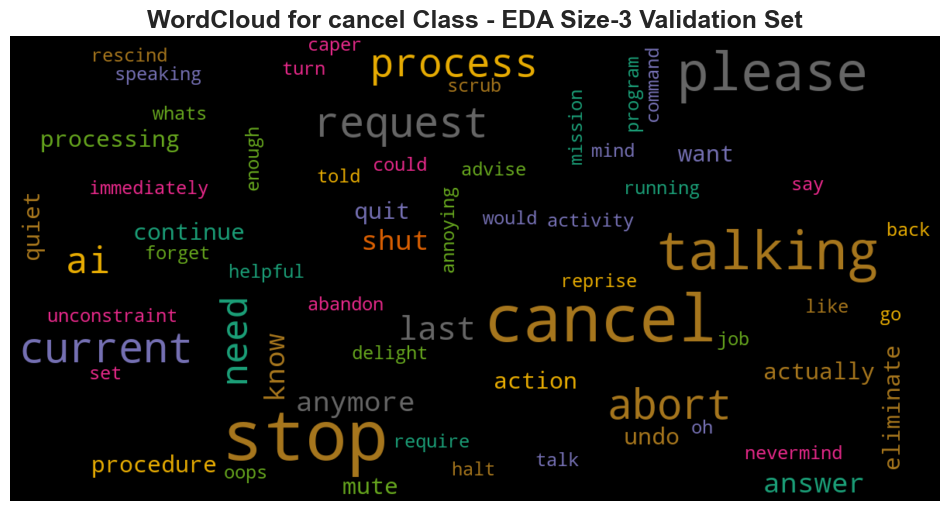 WordCloud for cancel Class - EDA Size-3 Validation Set
caper
rescind
process
please
turn
speaking
scrub
command
program
mission
whats
request
processing
enough
mind
want
could
advise
told
immediately
running
say
quiet
annoying
quit
would
activity
continue
shut
back
talking
forget
ai
helpful
reprise
abandon
like
go
unconstraint
need
last
cancel
job
current
know
delight
set
action
actually
eliminate
anymore
abort
oh
stop
undo
require
nevermind
procedure
oops
halt
talk
mute
answer